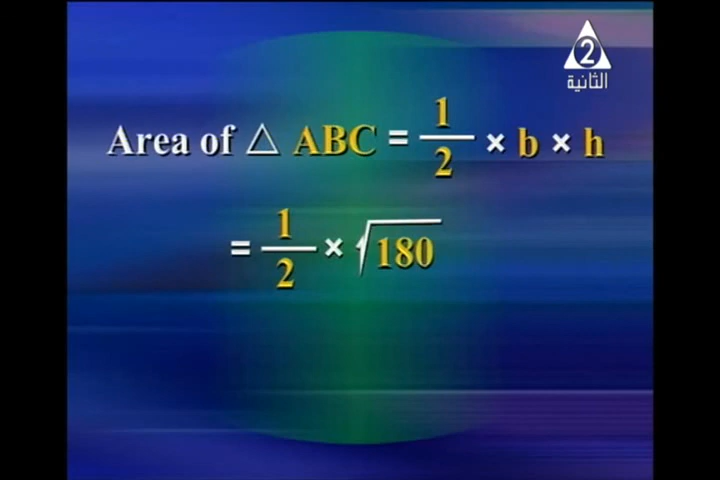 2
الثانية
Area of △ ABC = 1/2 × b × h
= 1/2 × √180